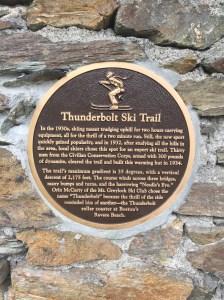 Thunderbolt Ski Trail
In the 1930s, skiing meant trudging uphill for two hours carrying
equipment, all for the thrill of a two minute run. Still, the new sport
quickly gained popularity, and in 1932, after studying all the hills in
the area, local skiers chose this spot for an expert ski trail. Thirty
men from the Civilian Conservation Corps, armed with 300 pounds
of dynamite, cleared the trail and built this warming hut in 1934.
The trail's maximum gradient is 35 degrees, with a vertical
descent of 2,175 feet. The course winds across three bridges,
many bumps and turns, and the harrowing "Needle's Eye."
Orin McCarty of the Mt. Greylock Ski Club chose the
name "Thunderbolt" because the thrill of the ride
reminded him of another—the Thunderbolt
roller coaster at Boston's
Revere Beach.